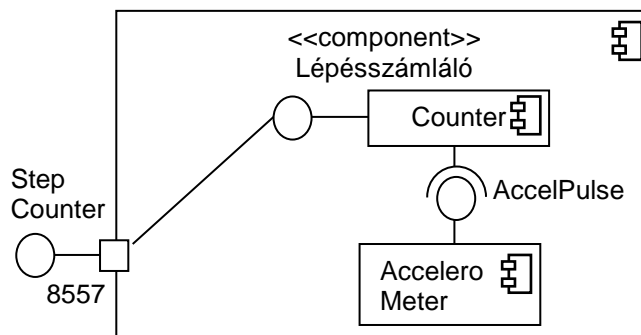 <<component>>
Lépésszámláló
Counter
Step
Counter
AccelPulse
8557
Accelero
Meter